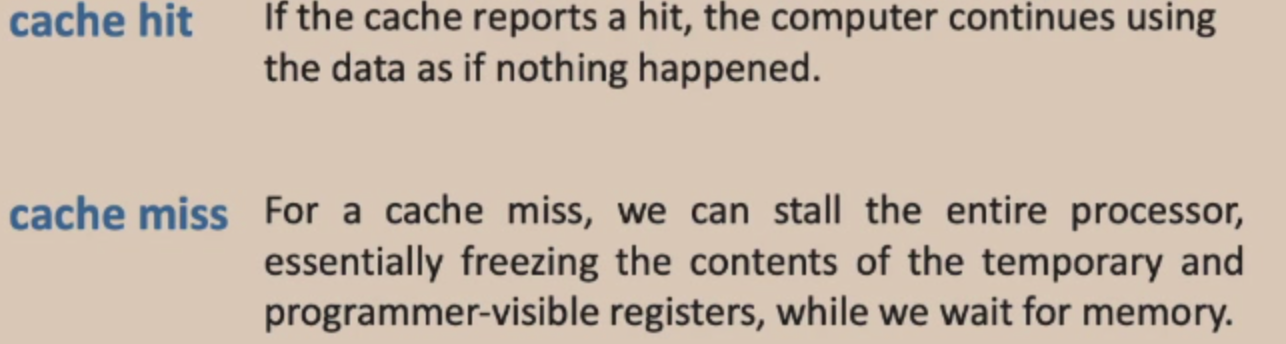 cache hit If the cache reports a hit, the computer continues using
the data as if nothing happened.
cache miss For a cache miss, we can stall the entire processor,
essentially freezing the contents of the temporary and
programmer-visible registers, while we wait for memory.